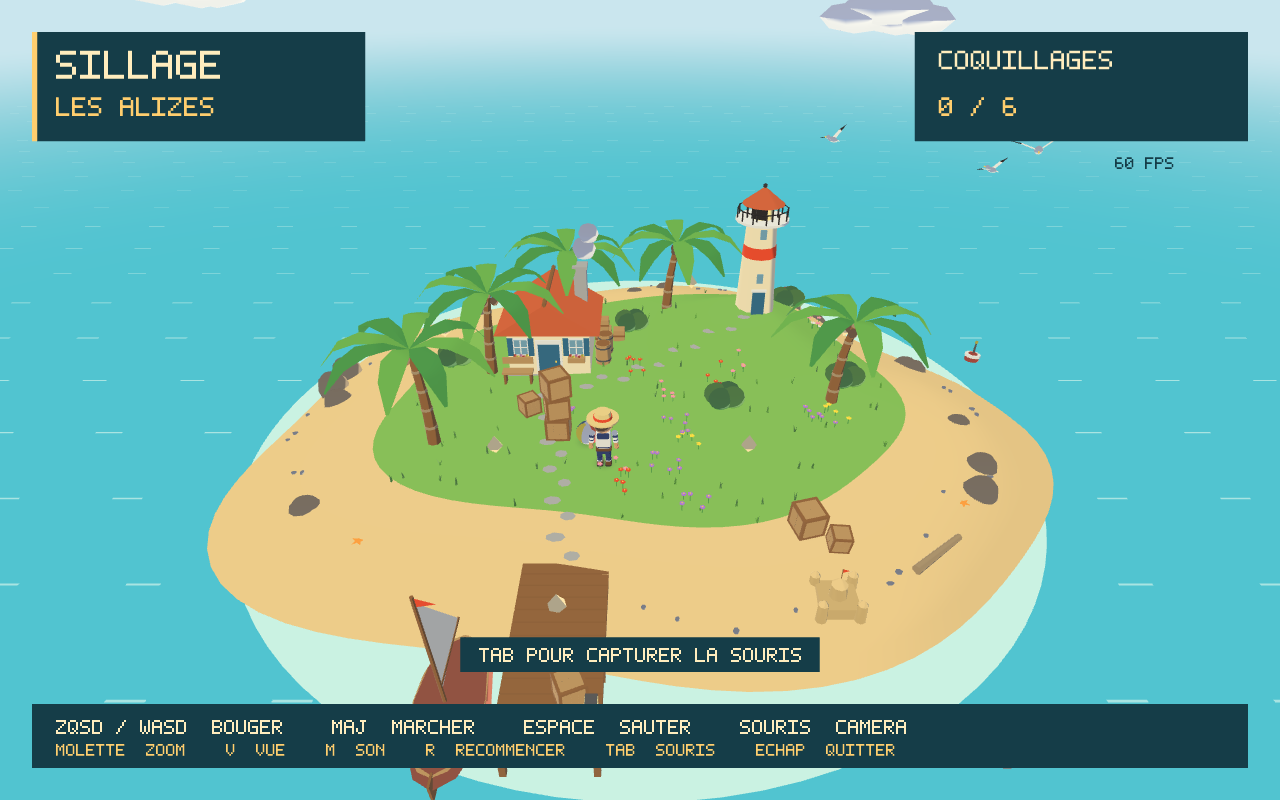 SILLAGE
LES ALIZES
COQUILLAGES
0 / 6
60 FPS
TAB POUR CAPTURER LA SOURIS
ZQSD / WASD BOUGER MAJ MARCHER ESPACE SAUTER SOURIS CAMERA
MOLETTE ZOOM V VUE M SON R RECOMMENCER TAB SOURIS ECHAP QUITTER